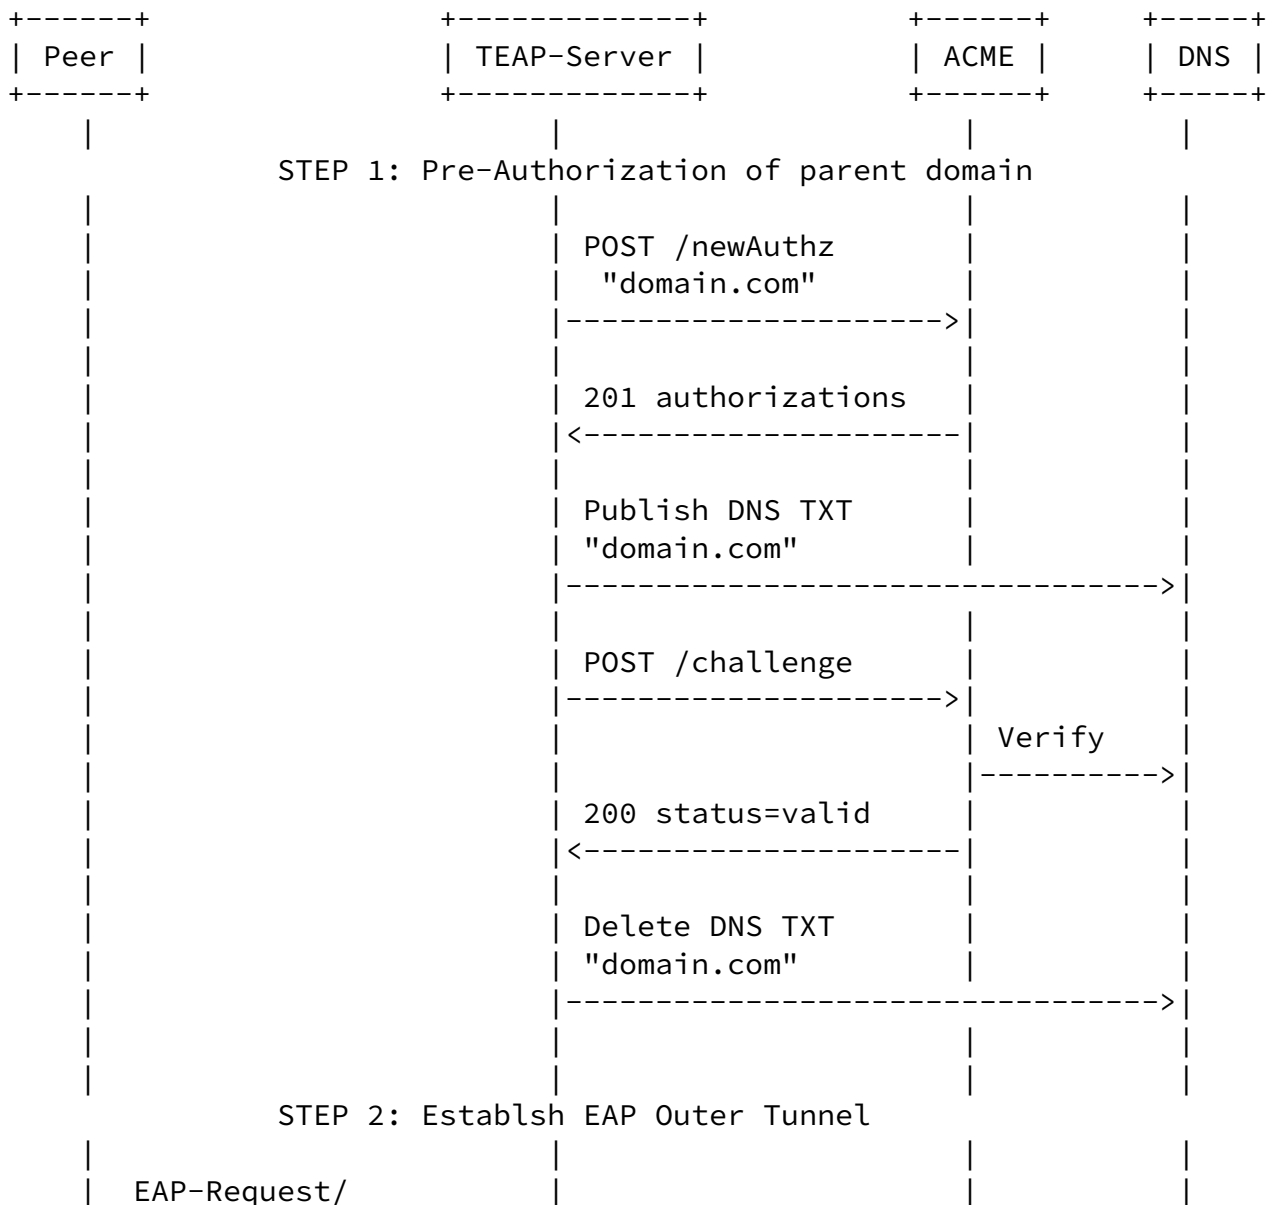 Peer TEAP-Server ACME DNS
STEP 1: Pre-Authorization of parent domain
POST /newAuthz
"domain.com"
201 authorizations
Publish DNS TXT
"domain.com"
POST /challenge
Verify
200 status=valid
Delete DNS TXT
"domain.com"
STEP 2: Establsh EAP Outer Tunnel
EAP-Request/